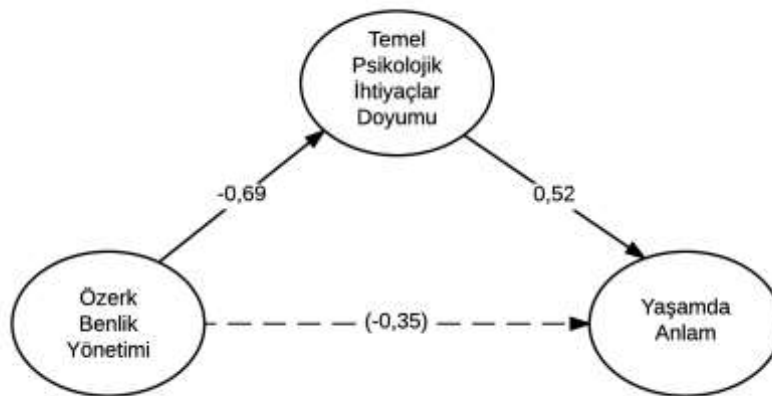 Temel
Psikolojik
İhtiyaçlar
Doyumu
-0,69
0,52
Özerk
Benlik
Yönetimi
(-0,35)
Yaşamda
Anlam